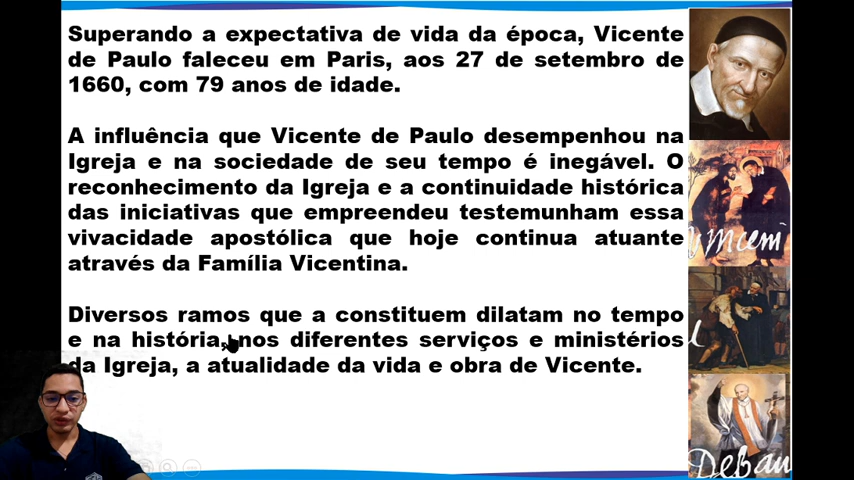 Superando a expectativa de vida da época, Vicente
de Paulo faleceu em Paris, aos 27 de setembro de
1660, com 79 anos de idade.
A influência que Vicente de Paulo desempenhou na
Igreja e na sociedade de seu tempo é inegável. O
reconhecimento da Igreja e a continuidade histórica
das iniciativas que empreendeu testemunham essa
vivacidade apostólica que hoje continua atuante
através da Família Vicentina.
Diversos ramos que a constituem dilatam no tempo
e na história, nos diferentes serviços e ministérios
da Igreja, a atualidade da vida e obra de Vicente.